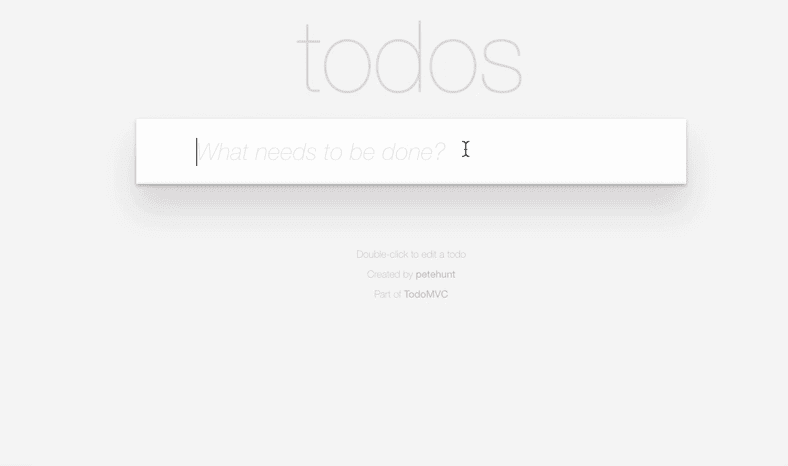 todos
What needs to be done?
Double-click to edit a todo
Created by petehunt
Part of TodoMVC